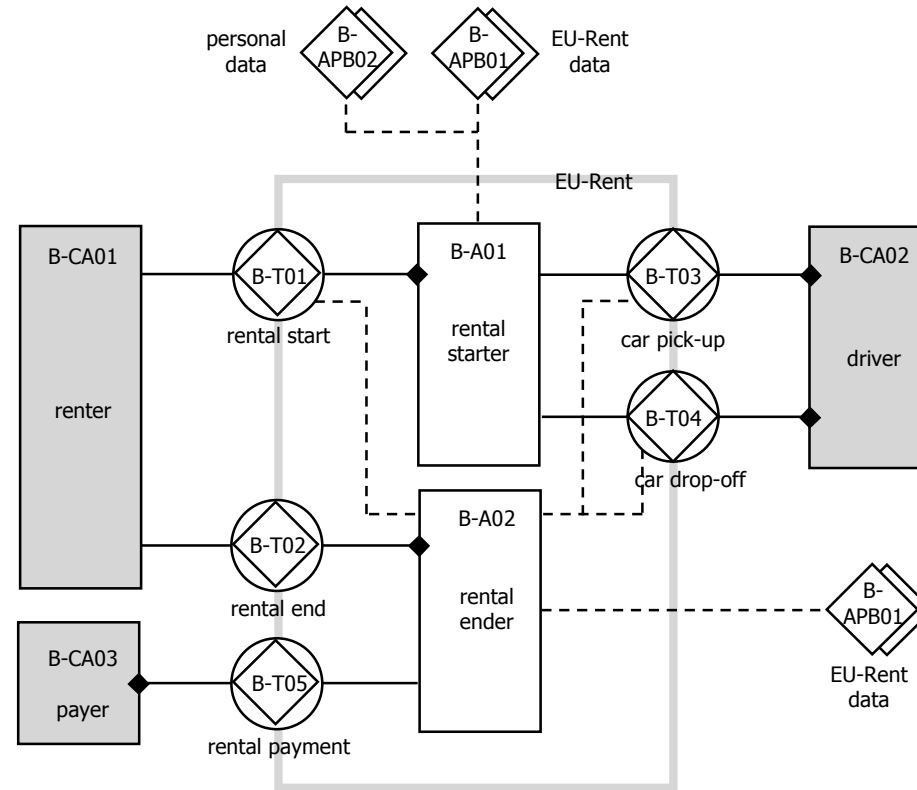 personal
data
B-
APB02
B-
APB01
EU-Rent
data
EU-Rent
B-CA01
renter
B-T01
rental start
B-A01
rental
starter
B-T03
car pick-up
B-CA02
driver
B-T04
car drop-off
B-T02
rental end
B-A02
rental
ender
B-
APB01
EU-Rent
data
B-CA03
payer
B-T05
rental payment